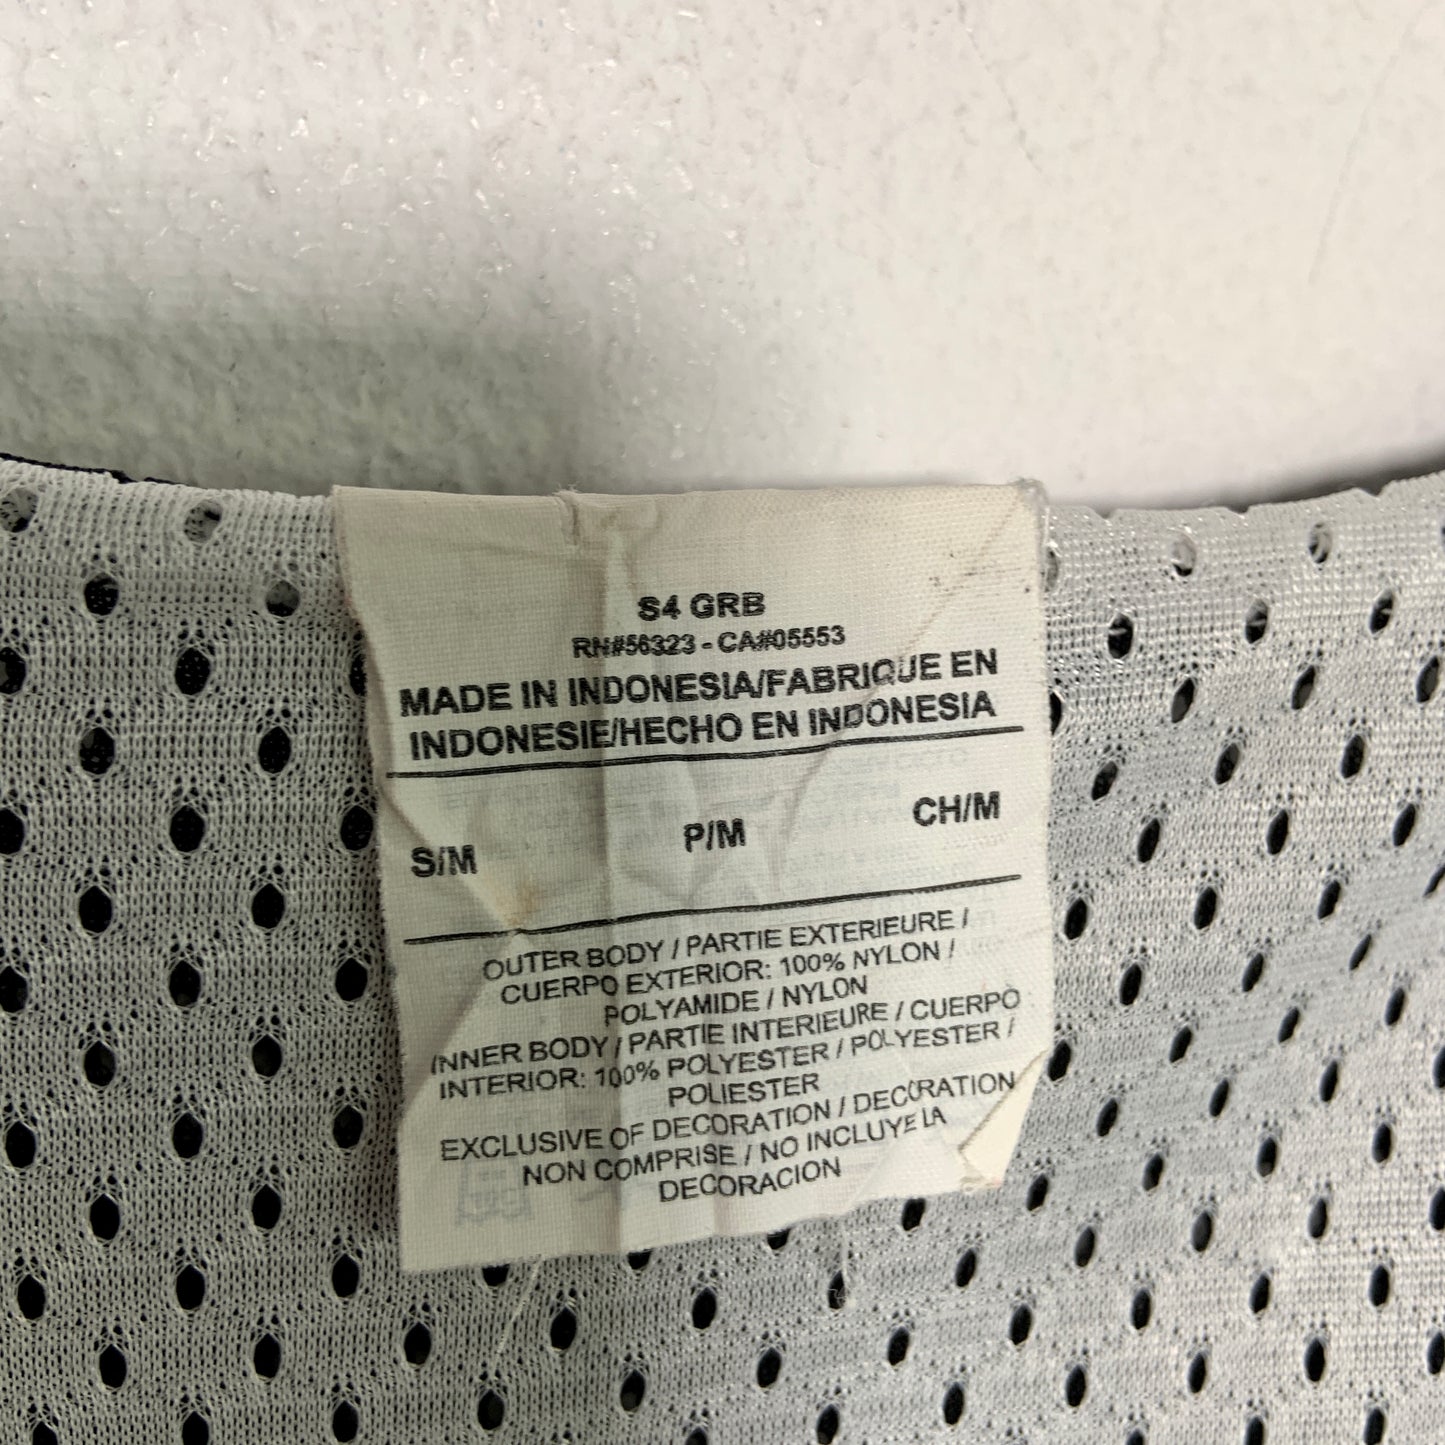 S4 GRB
RN#56323 - CA#05553
MADE IN INDONESIA/FABRIQUE EN
INDONESIE/HECHO EN INDONESIA
S/M P/M CH/M
OUTER BODY / PARTIE EXTERIEURE /
CUERPO EXTERIOR: 100% NYLON /
POLYAMIDE / NYLON
INNER BODY / PARTIE INTERIEURE / CUERPO
INTERIOR: 100% POLYESTER / POLYESTER /
POLIESTER
EXCLUSIVE OF DECORATION / DECORATION
NON COMPRISE / NO INCLUYE LA
DECORACION